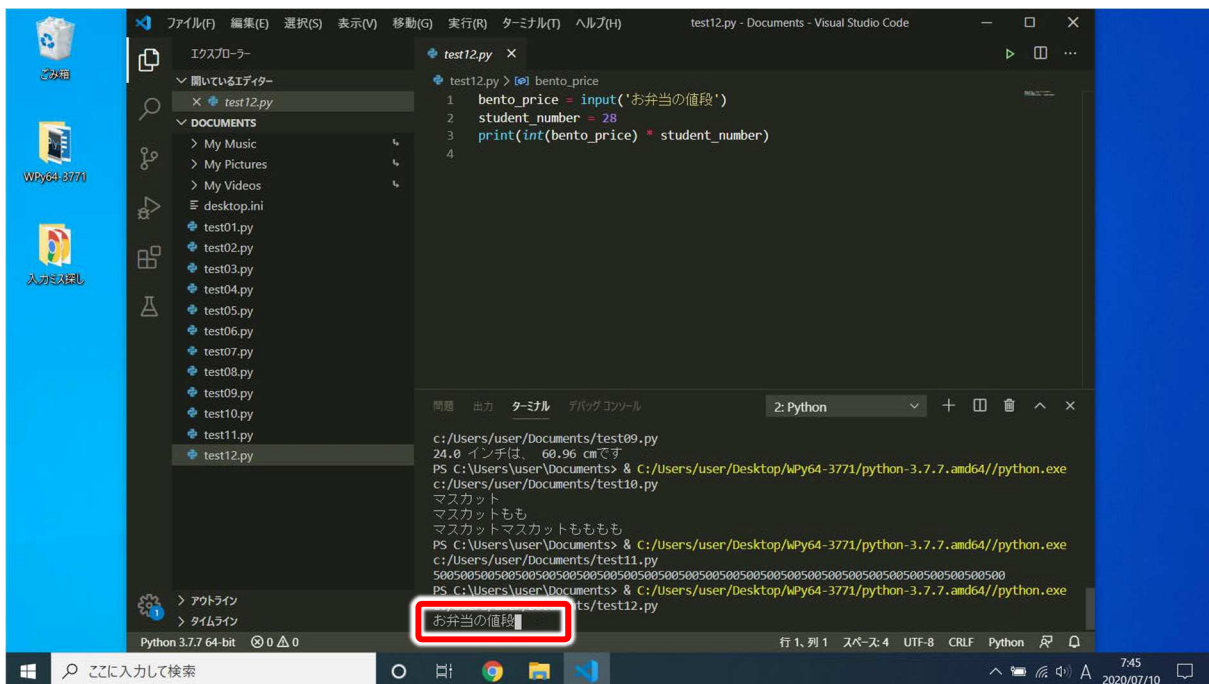 ごみ箱
WPy64-3771
入力ミス探し
ファイル(F) 編集(E) 選択(S) 表示(V) 移動(G) 実行(R) ターミナル(T) ヘルプ(H) test12.py - Documents - Visual Studio Code
エクスプローラー
開いているエディター
test12.py
DOCUMENTS
My Music
My Pictures
My Videos
desktop.ini
test01.py
test02.py
test03.py
test04.py
test05.py
test06.py
test07.py
test08.py
test09.py
test10.py
test11.py
test12.py
アウトライン
タイムライン
test12.py
test12.py > bento_price
1 bento_price = input('お弁当の値段')
2 student_number = 28
3 print(int(bento_price) * student_number)
4
問題 出力 ターミナル デバッグ コンソール 2: Python
c:/Users/user/Documents/test09.py
24.0 インチは、 60.96 cmです
PS C:\Users\user\Documents> & C:/Users/user/Desktop/WPy64-3771/python-3.7.7.amd64//python.exe
c:/Users/user/Documents/test10.py
マスカット
マスカットもも
マスカットマスカットもももも
PS C:\Users\user\Documents> & C:/Users/user/Desktop/WPy64-3771/python-3.7.7.amd64//python.exe
c:/Users/user/Documents/test11.py
500500500500500500500500500500500500500500500500500500500500500500500500500500500500
PS C:\Users\user\Documents> & C:/Users/user/Desktop/WPy64-3771/python-3.7.7.amd64//python.exe
ts/test12.py
お弁当の値段
Python 3.7.7 64-bit 0 0 行 1、列 1 スペース: 4 UTF-8 CRLF Python
ここに入力して検索
A 7:45
2020/07/10